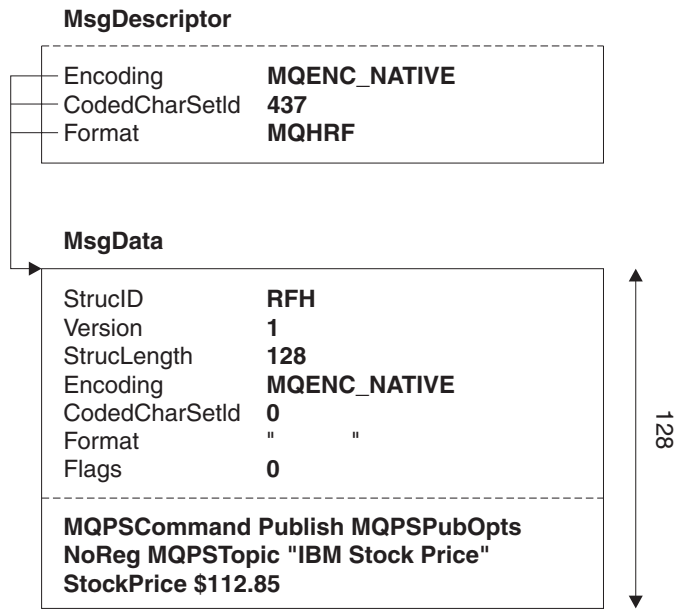 MsgDescriptor
Encoding MQENC_NATIVE
CodedCharSetId 437
Format MQHRF
MsgData
StrucID RFH
Version 1
StrucLength 128
Encoding MQENC_NATIVE
CodedCharSetId 0
Format " "
Flags 0
MQPSCommand Publish MQPSPubOpts
NoReg MQPSTopic "IBM Stock Price"
StockPrice $112.85
128